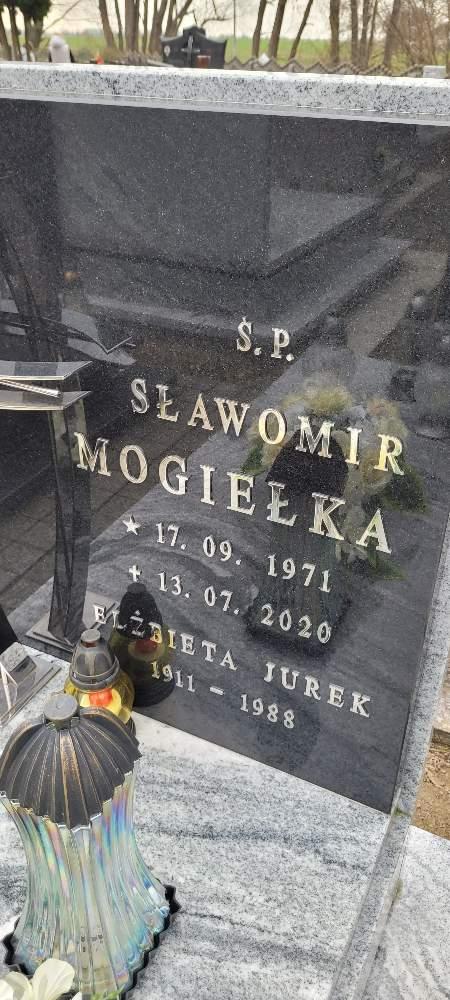 Ś.P.
SŁAWOMIR
MOGIEŁKA
★ 17. 09. 1971
+ 13. 07. 2020
ELŻBIETA JUREK
1911 – 1988